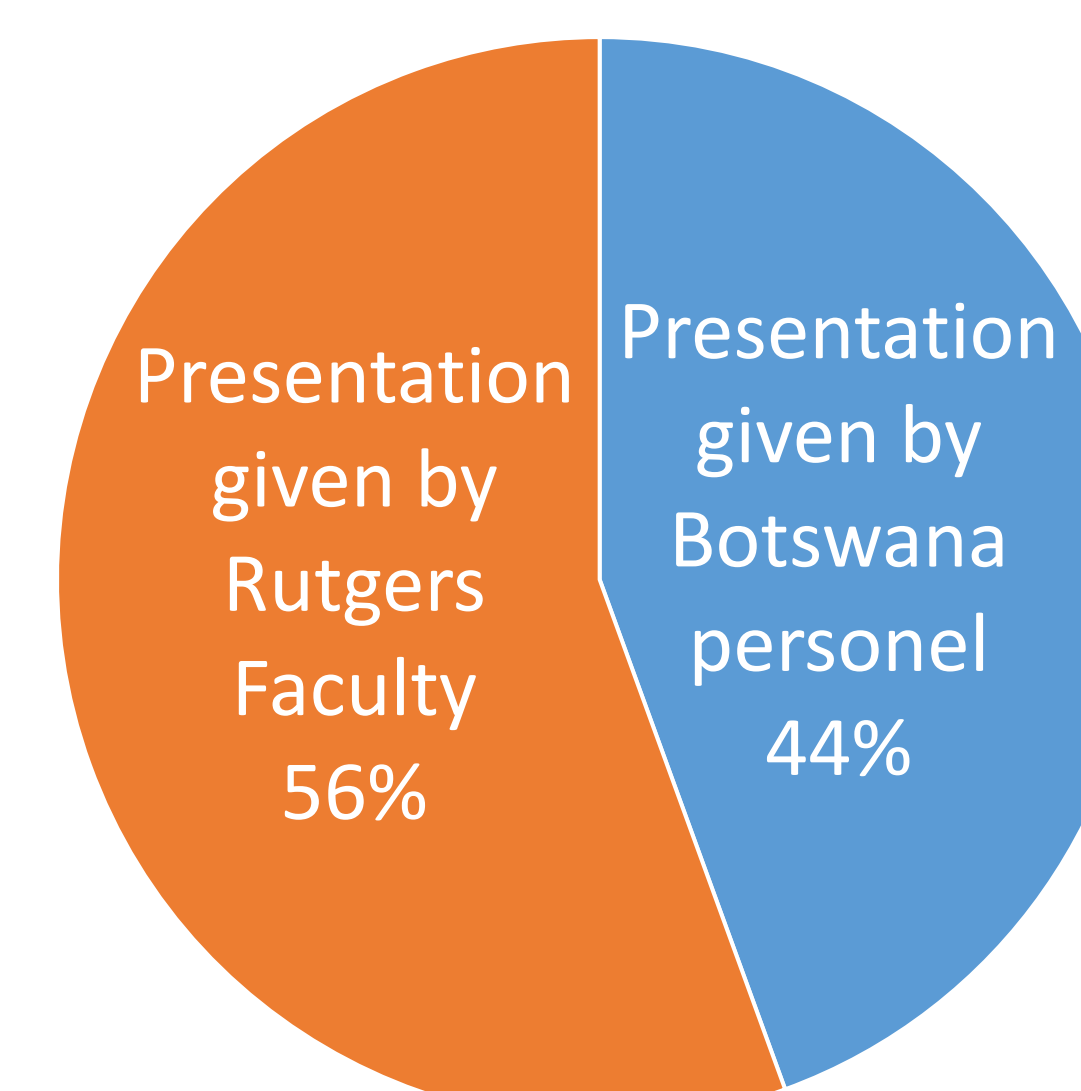 Presentation
given by
Rutgers
Faculty
56%
Presentation
given by
Botswana
personel
44%